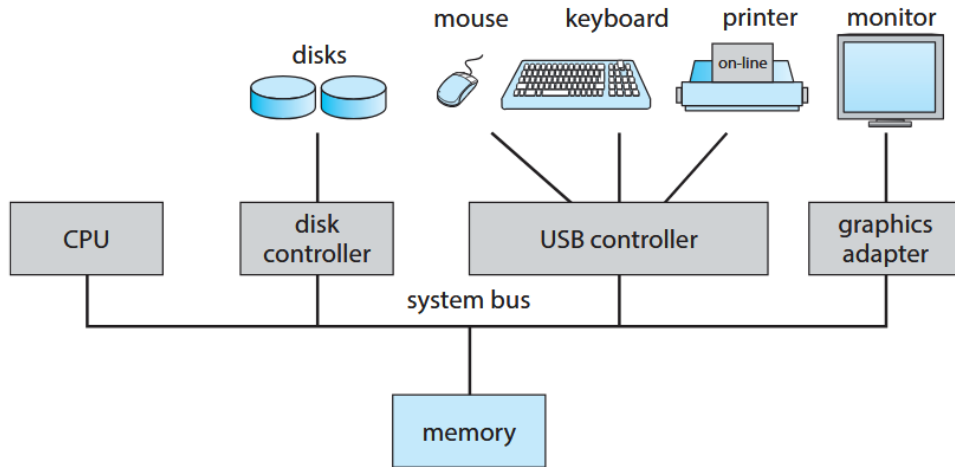 mouse
keyboard
printer
monitor
disks
on-line
CPU
disk
controller
USB controller
graphics
adapter
system bus
memory